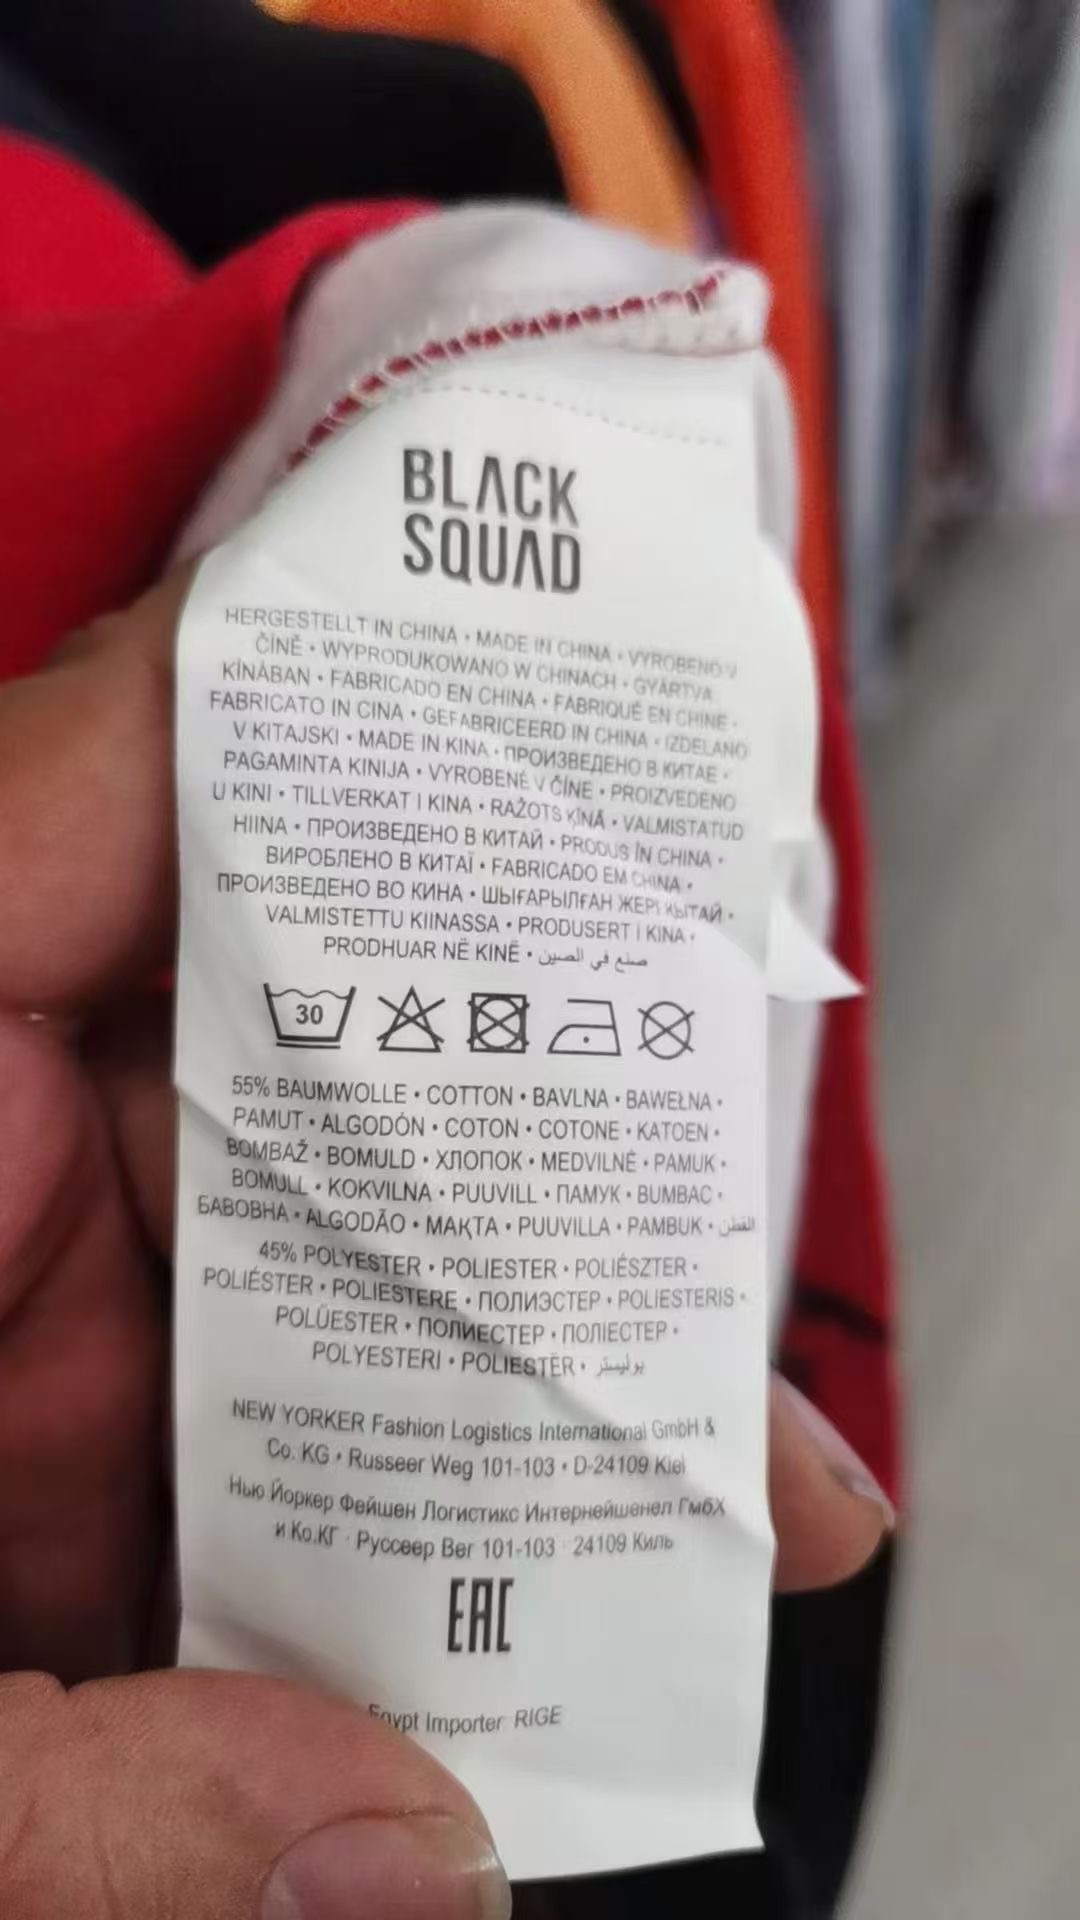 BLACK
SQUAD
HERGESTELLT IN CHINA • MADE IN CHINA • VYROBENO V
ČÍNĚ • WYPRODUKOWANO W CHINACH • GYÁRTVA
KÍNÁBAN • FABRICADO EN CHINA • FABRIQUÉ EN CHINE •
FABRICATO IN CINA • GEFABRICEERD IN CHINA • IZDELANO
V KITAJSKI • MADE IN KINA • ПРОИЗВЕДЕНО В КИТАЕ •
PAGAMINTA KINIJA • VYROBENÉ V ČÍNE • PROIZVEDENO
U KINI • TILLVERKAT I KINA • RAŽOTS ĶĪNĀ • VALMISTATUD
HIINA • ПРОИЗВЕДЕНО В КИТАЙ • PRODUS ÎN CHINA •
ВИРОБЛЕНО В КИТАЇ • FABRICADO EM CHINA •
ПРОИЗВЕДЕНО ВО КИНА • ШЫҒАРЫЛҒАН ЖЕРІ ҚЫТАЙ •
VALMISTETTU KIINASSA • PRODUSERT I KINA •
PRODHUAR NË KINË • صنع في الصين
30
55% BAUMWOLLE • COTTON • BAVLNA • BAWEŁNA •
PAMUT • ALGODÓN • COTON • COTONE • KATOEN •
BOMBAŽ • BOMULD • ХЛОПОК • MEDVILNĖ • PAMUK •
BOMULL • KOKVILNA • PUUVILL • ПАМУК • BUMBAC •
БАВОВНА • ALGODÃO • МАҚТА • PUUVILLA • PAMBUK • القطن
45% POLYESTER • POLIESTER • POLIÉSZTER •
POLIÉSTER • POLIESTERE • ПОЛИЭСТЕР • POLIESTERIS •
POLÜESTER • ПОЛИЕСТЕР • ПОЛІЕСТЕР •
POLYESTERI • POLIESTËR • بوليستر
NEW YORKER Fashion Logistics International GmbH &
Co. KG • Russeer Weg 101-103 • D-24109 Kiel
Нью Йоркер Фейшен Логистикс Интернейшенел ГмбХ
и Ко.КГ · Руссеер Вег 101-103 · 24109 Киль
EAC
Egypt Importer: RIGE